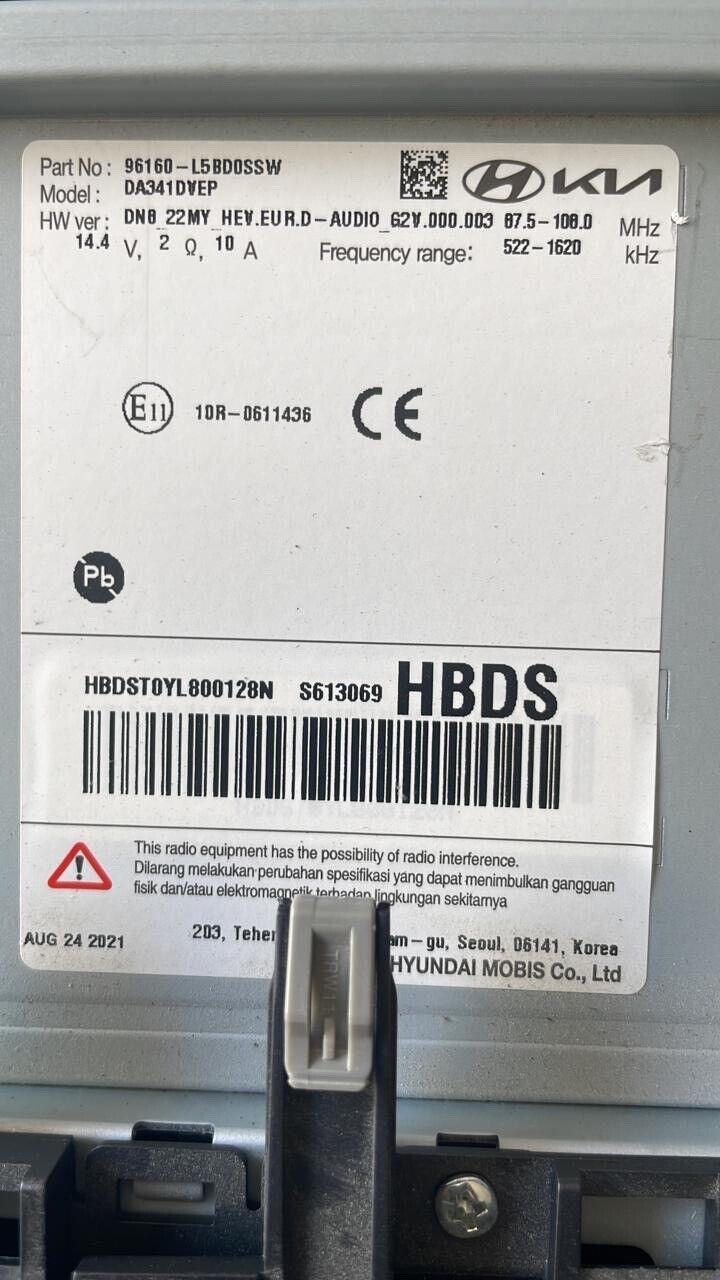 Part No : 96160-L5BD0SSW
Model : DA341DVEP
HW ver : DN8_22MY_HEV.EUR.D-AUDIO_G2V.000.003 87.5-108.0 MHz
14.4 V, 2 Ω, 10 A Frequency range: 522-1620 kHz
KIA
E11 10R-0611436 CE
Pb
HBDST0YL800128N S613069 HBDS
This radio equipment has the possibility of radio interference.
Dilarang melakukan perubahan spesifikasi yang dapat menimbulkan gangguan
fisik dan/atau elektromagnetik terhadap lingkungan sekitarnya
AUG 24 2021 203, -gu, Seoul, 06141, Korea
HYUNDAI MOBIS Co., Ltd